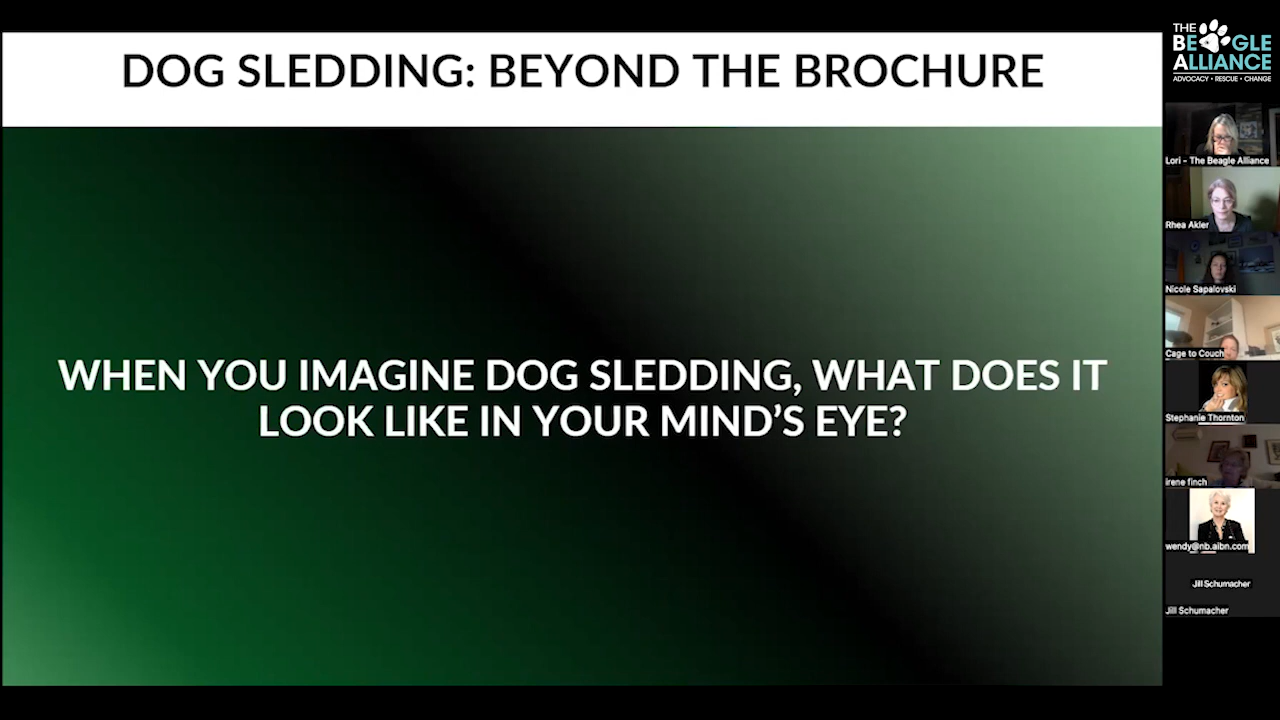 DOG SLEDDING: BEYOND THE BROCHURE
WHEN YOU IMAGINE DOG SLEDDING, WHAT DOES IT
LOOK LIKE IN YOUR MIND’S EYE?
THE
BEAGLE
ALLIANCE
ADVOCACY • RESCUE • CHANGE
Lori - The Beagle Alliance
Rhea Akler
Nicole Sapalovski
Cage to Couch
Stephanie Thornton
irene finch
wendy@nb.aibn.com
Jill Schumacher
Jill Schumacher